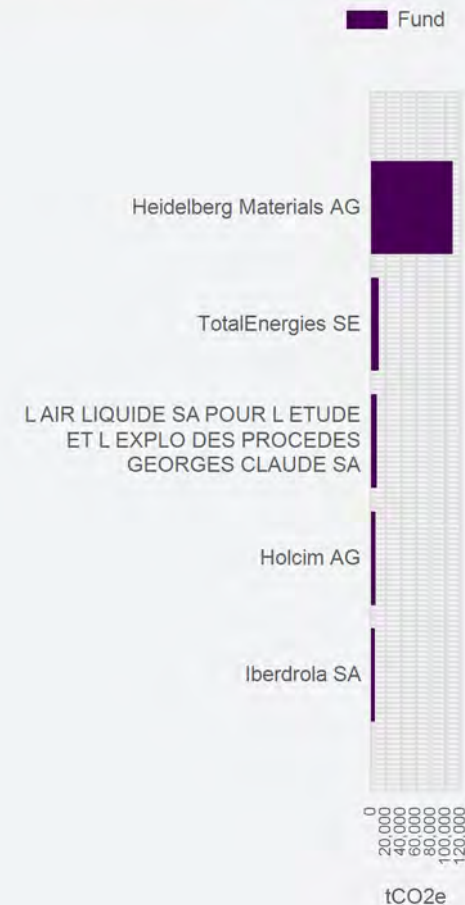 Fund
Heidelberg Materials AG
TotalEnergies SE
L AIR LIQUIDE SA POUR L ETUDE
ET L EXPLO DES PROCEDES
GEORGES CLAUDE SA
Holcim AG
Iberdrola SA
0
20,000
40,000
60,000
80,000
100,000
120,000
tCO2e